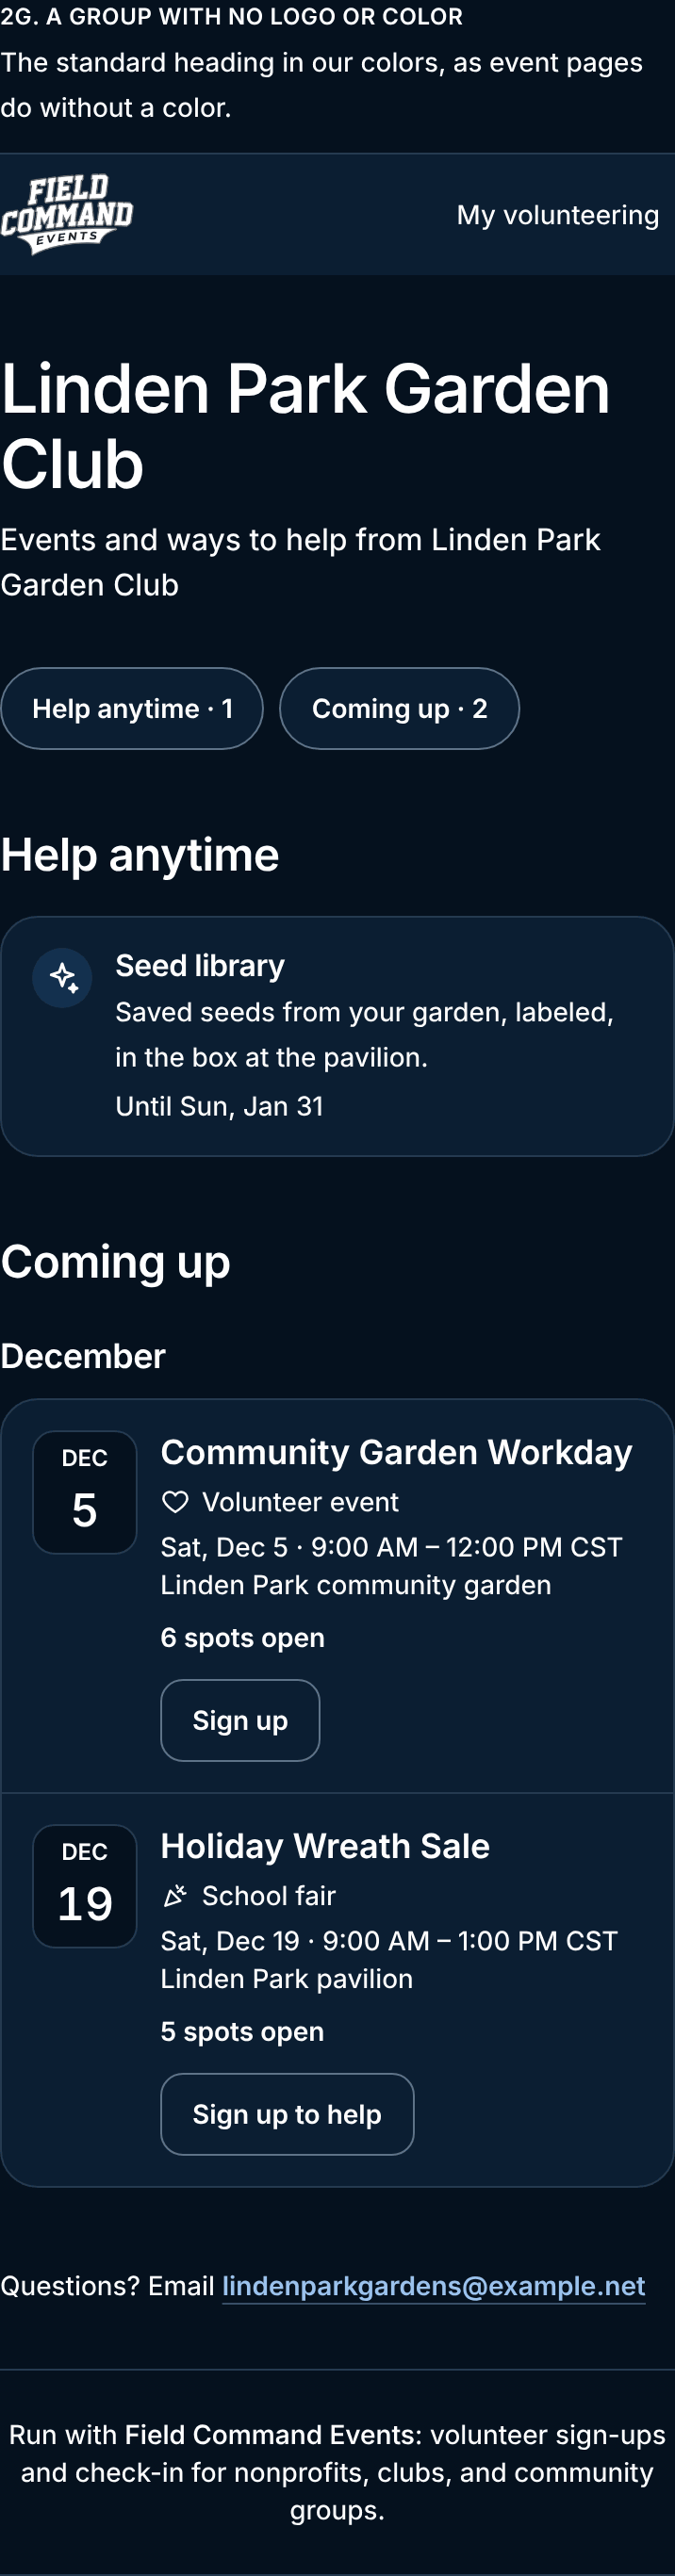 2G. A GROUP WITH NO LOGO OR COLOR
The standard heading in our colors, as event pages
do without a color.
FIELD
COMMAND
EVENTS
My volunteering
Linden Park Garden
Club
Events and ways to help from Linden Park
Garden Club
Help anytime · 1
Coming up · 2
Help anytime
Seed library
Saved seeds from your garden, labeled,
in the box at the pavilion.
Until Sun, Jan 31
Coming up
December
DEC
5
Community Garden Workday
Volunteer event
Sat, Dec 5 · 9:00 AM – 12:00 PM CST
Linden Park community garden
6 spots open
Sign up
DEC
19
Holiday Wreath Sale
School fair
Sat, Dec 19 · 9:00 AM – 1:00 PM CST
Linden Park pavilion
5 spots open
Sign up to help
Questions? Email lindenparkgardens@example.net
Run with Field Command Events: volunteer sign-ups
and check-in for nonprofits, clubs, and community
groups.